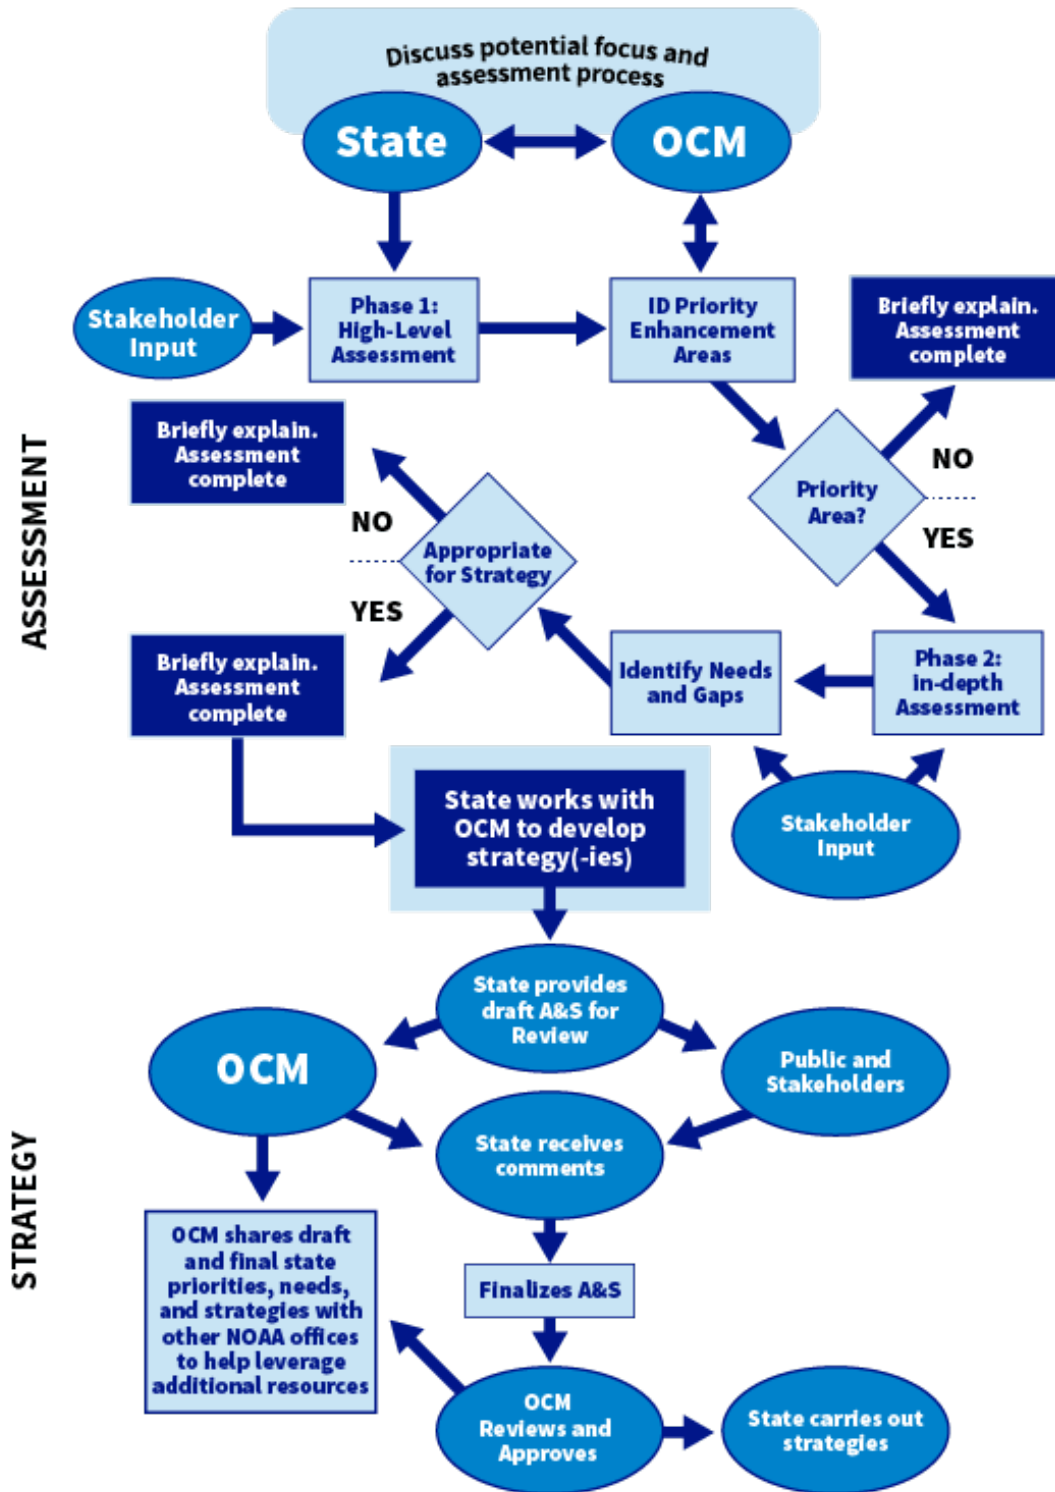 Discuss potential focus and
assessment process
State
OCM
Stakeholder
Input
Phase 1:
High-Level
Assessment
ID Priority
Enhancement
Areas
Briefly explain.
Assessment
complete
ASSESSMENT
Briefly explain.
Assessment
complete
NO
Appropriate
for Strategy
YES
Priority
Area?
NO
YES
Briefly explain.
Assessment
complete
Identify Needs
and Gaps
Phase 2:
in-depth
Assessment
State works with
OCM to develop
strategy(-ies)
Stakeholder
Input
State provides
draft A&S for
Review
OCM
Public and
Stakeholders
State receives
comments
STRATEGY
OCM shares draft
and final state
priorities, needs,
and strategies with
other NOAA offices
to help leverage
additional resources
Finalizes A&S
OCM
Reviews and
Approves
State carries out
strategies